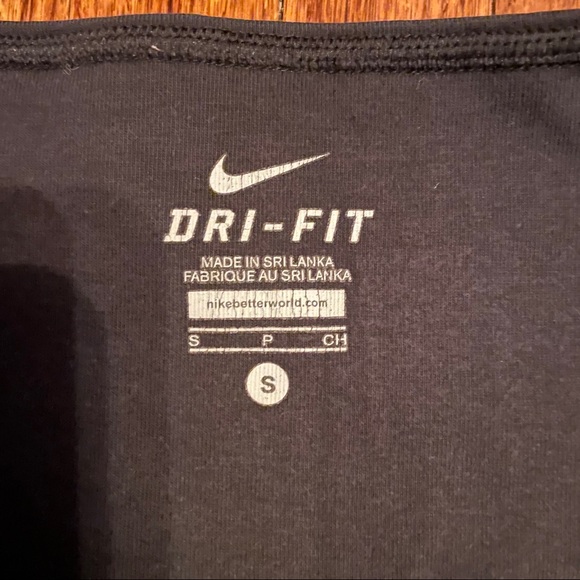 DRI-FIT
MADE IN SRI LANKA
FABRIQUE AU SRI LANKA
nikebetterworld.com
S P CH
S